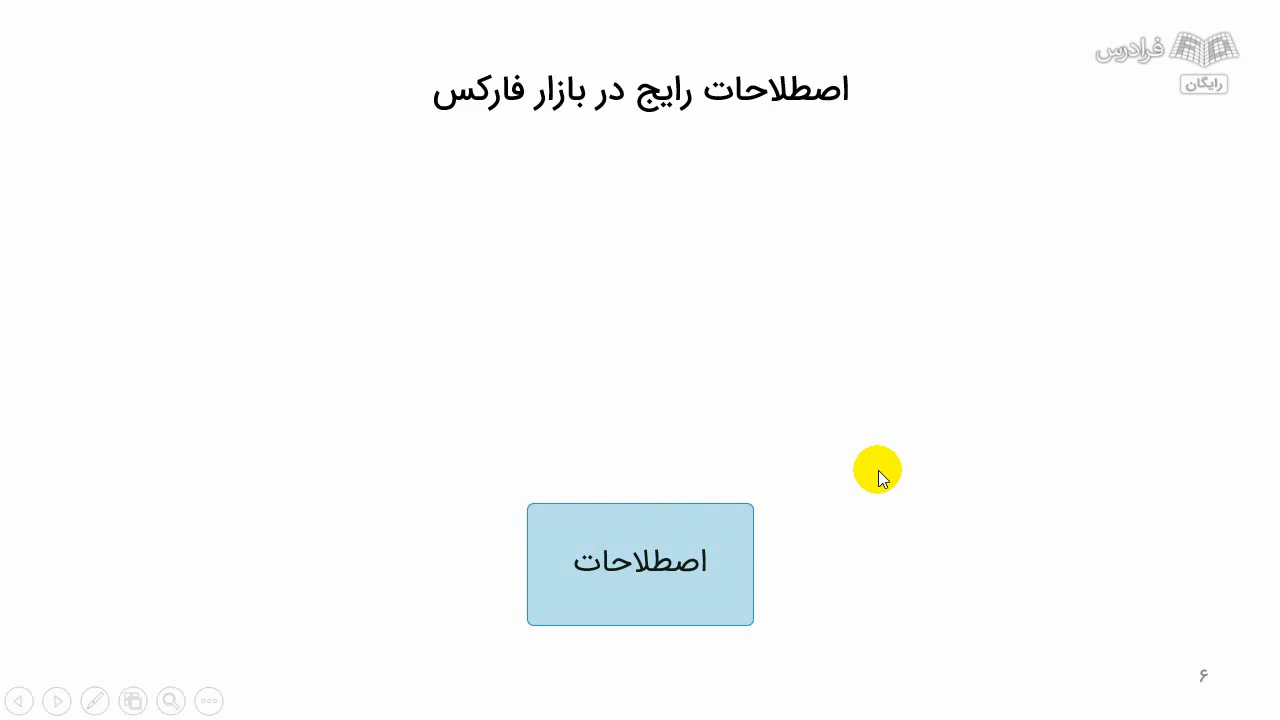 فرادرس
رایگان
اصطلاحات رایج در بازار فارکس
اصطلاحات
۶